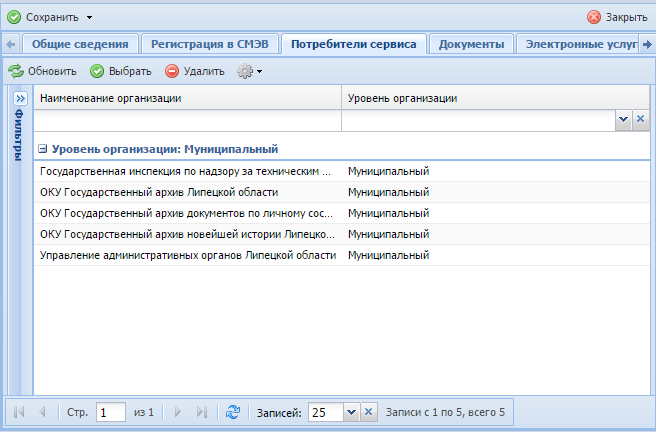 Сохранить Закрыть
Общие сведения Регистрация в СМЭВ Потребители сервиса Документы Электронные услуг
Обновить Выбрать Удалить
Фильтры
Наименование организации Уровень организации
Уровень организации: Муниципальный
Государственная инспекция по надзору за техническим ... Муниципальный
ОКУ Государственный архив Липецкой области Муниципальный
ОКУ Государственный архив документов по личному сос... Муниципальный
ОКУ Государственный архив новейшей истории Липецко... Муниципальный
Управление административных органов Липецкой области Муниципальный
Стр. 1 из 1 Записей: 25 Записи с 1 по 5, всего 5